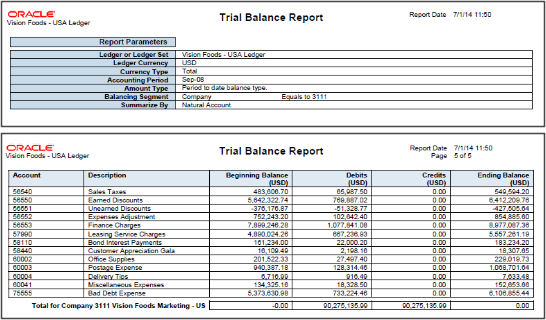 ORACLE
Vision Foods - USA Ledger
Trial Balance Report
Report Date 7/1/14 11:50
Report Parameters
Ledger or Ledger Set Vision Foods - USA Ledger
Ledger Currency USD
Currency Type Total
Accounting Period Sep-08
Amount Type Period to date balance type.
Balancing Segment Company Equals to 3111
Summarize By Natural Account
ORACLE
Vision Foods - USA Ledger
Trial Balance Report
Report Date 7/1/14 11:50
Page 5 of 5
Account Description Beginning Balance (USD) Debits (USD) Credits (USD) Ending Balance (USD)
56540 Sales Taxes 483,606.70 65,987.50 0.00 549,594.20
56550 Earned Discounts 5,642,322.74 769,887.02 0.00 6,412,209.76
56551 Unearned Discounts -376,176.87 -51,328.77 0.00 -427,505.64
56552 Expenses Adjustment 752,243.20 102,642.40 0.00 854,885.60
56553 Finance Charges 7,899,246.28 1,077,841.08 0.00 8,977,087.36
57990 Leasing Service Charges 4,890,024.26 667,236.93 0.00 5,557,261.19
58110 Bond Interest Payments 161,234.00 22,000.20 0.00 183,234.20
58440 Customer Appreciation Gala 16,109.49 2,198.16 0.00 18,307.65
60002 Office Supplies 201,522.33 27,497.40 0.00 229,019.73
60003 Postage Expense 940,387.18 128,314.46 0.00 1,068,701.64
60004 Delivery Tips 6,716.99 916.49 0.00 7,633.48
60041 Miscellaneous Expenses 134,325.16 18,328.50 0.00 152,653.66
75555 Bad Debt Expense 5,373,630.98 733,224.46 0.00 6,106,855.44
Total for Company 3111 Vision Foods Marketing - US -0.00 90,275,135.99 90,275,135.99 0.00